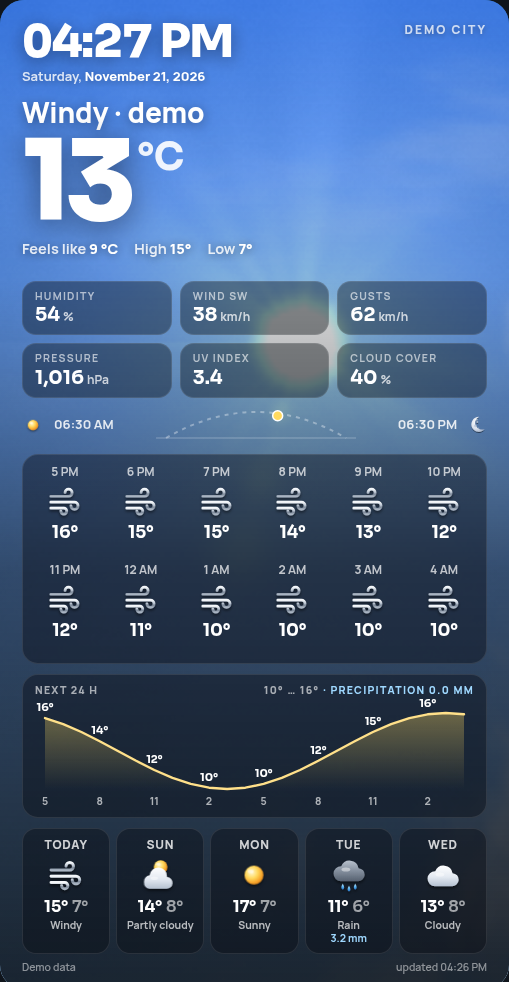 04:27 PM
DEMO CITY
Saturday, November 21, 2026
Windy · demo
13 °C
Feels like 9 °C High 15° Low 7°
HUMIDITY
54 %
WIND SW
38 km/h
GUSTS
62 km/h
PRESSURE
1,016 hPa
UV INDEX
3.4
CLOUD COVER
40 %
06:30 AM
06:30 PM
5 PM 6 PM 7 PM 8 PM 9 PM 10 PM
16° 15° 15° 14° 13° 12°
11 PM 12 AM 1 AM 2 AM 3 AM 4 AM
12° 11° 10° 10° 10° 10°
NEXT 24 H
10° … 16° · PRECIPITATION 0.0 MM
16° 14° 12° 10° 10° 12° 15° 16°
5 8 11 2 5 8 11 2
TODAY SUN MON TUE WED
15° 7° 14° 8° 17° 7° 11° 6° 13° 8°
Windy Partly cloudy Sunny Rain Cloudy
3.2 mm
Demo data
updated 04:26 PM